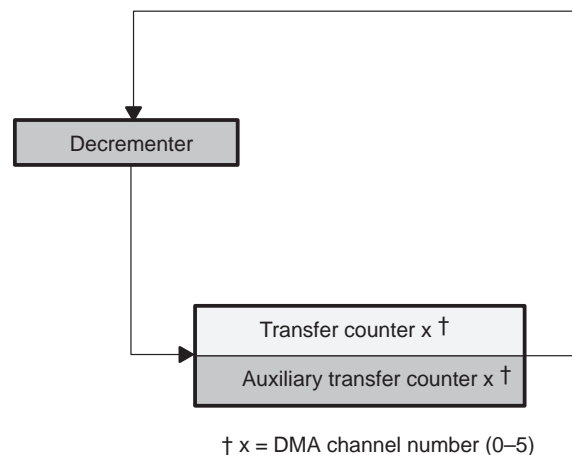 Decrementer
Transfer counter x †
Auxiliary transfer counter x †
† x = DMA channel number (0–5)